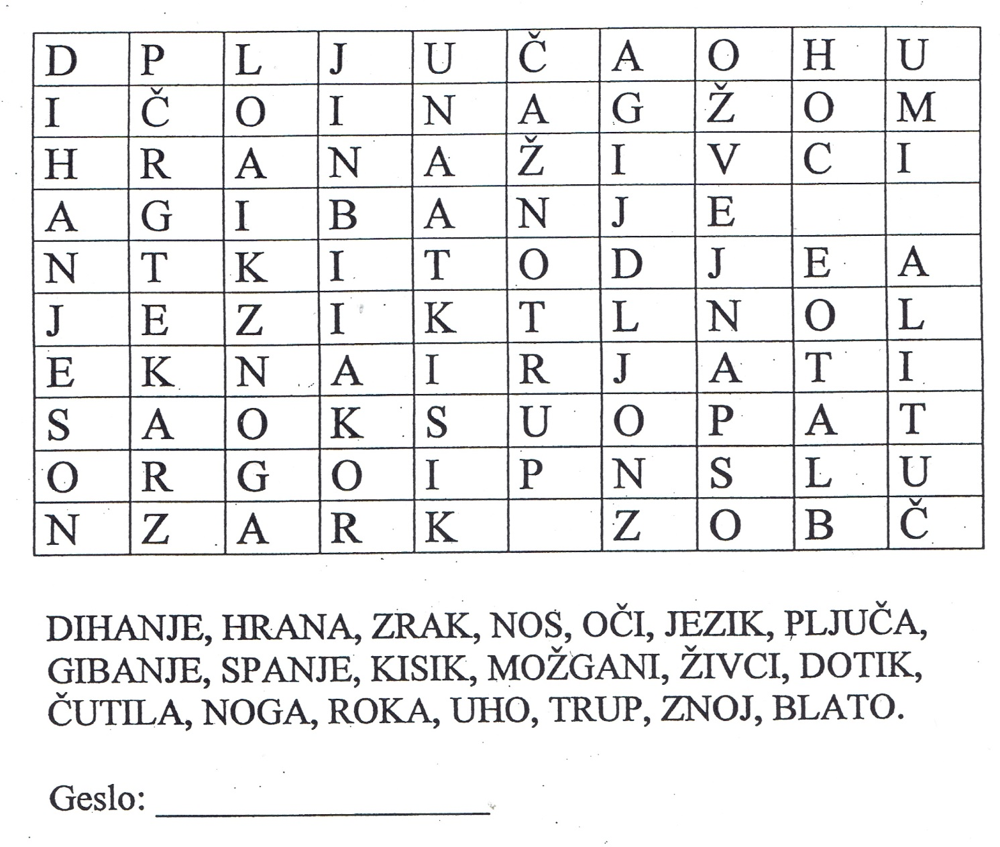 D P L J U Č A O H U
I Č O I N A G Ž O M
H R A N A Ž I V C I
A G I B A N J E
N T K I T O D J E A
J E Z I K T L N O L
E K N A I R J A T I
S A O K S U O P A T
O R G O I P N S L U
N Z A R K Z O B Č
DIHANJE, HRANA, ZRAK, NOS, OČI, JEZIK, PLJUČA,
GIBANJE, SPANJE, KISIK, MOŽGANI, ŽIVCI, DOTIK,
ČUTILA, NOGA, ROKA, UHO, TRUP, ZNOJ, BLATO.
Geslo: